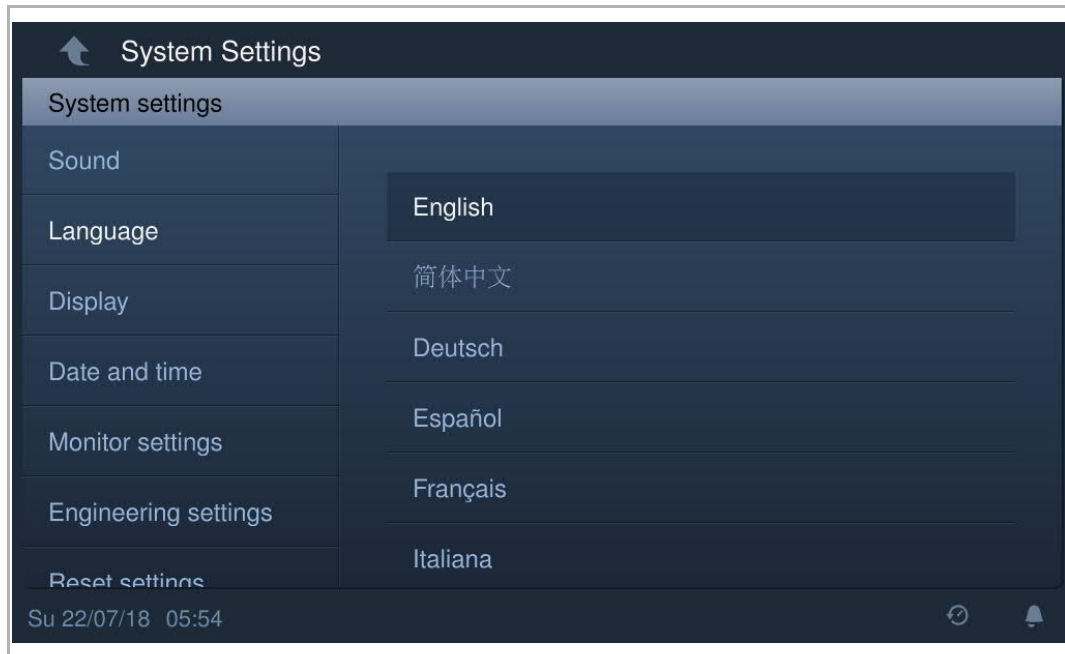 System Settings
System settings
Sound
Language
Display
Date and time
Monitor settings
Engineering settings
Reset settings
English
简体中文
Deutsch
Español
Français
Italiana
Su 22/07/18 05:54